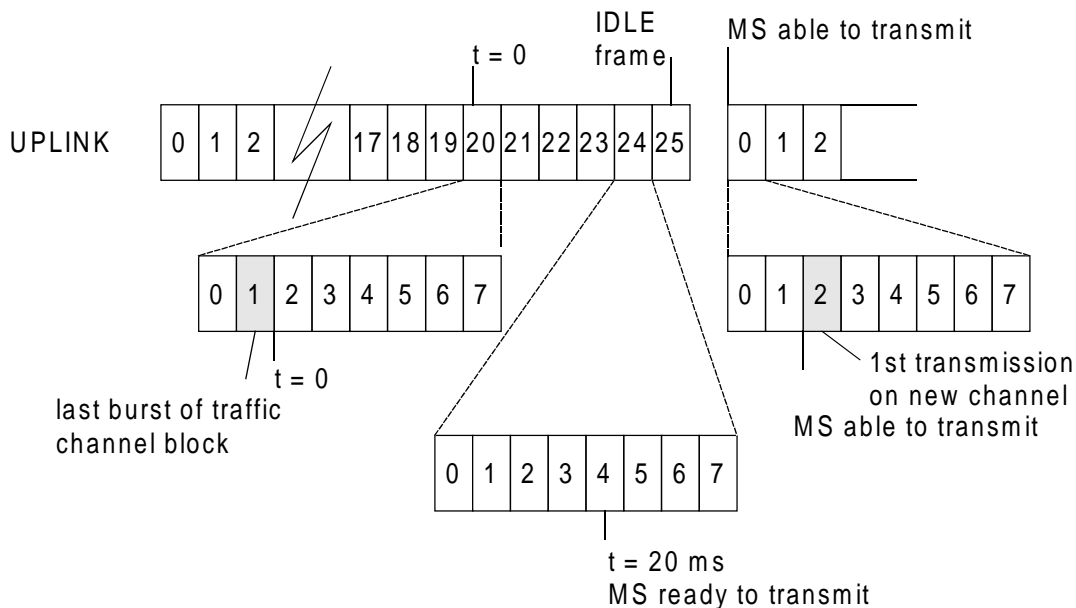 IDLE
frame
MS able to transmit
t = 0
UPLINK
0 1 2 17 18 19 20 21 22 23 24 25
0 1 2
0 1 2 3 4 5 6 7
0 1 2 3 4 5 6 7
t = 0
last burst of traffic
channel block
1st transmission
on new channel
MS able to transmit
0 1 2 3 4 5 6 7
t = 20 ms
MS ready to transmit